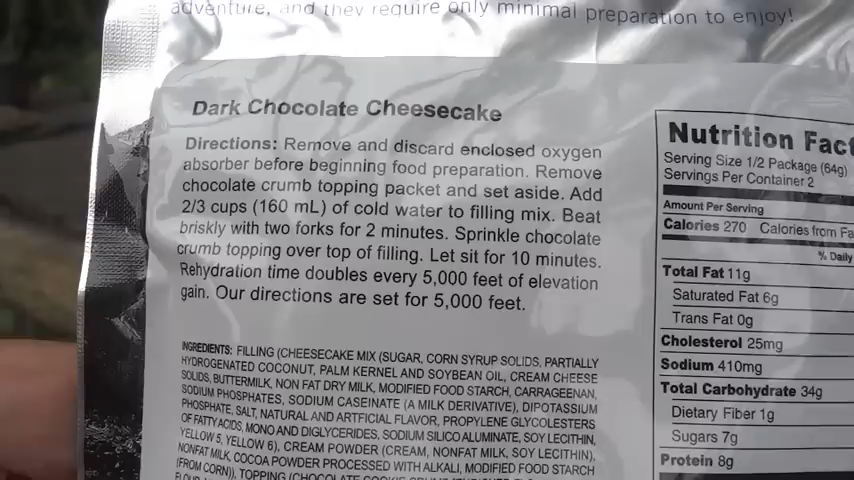 adventure, and they require only minimal preparation to enjoy!
Dark Chocolate Cheesecake
Directions: Remove and discard enclosed oxygen
absorber before beginning food preparation. Remove
chocolate crumb topping packet and set aside. Add
2/3 cups (160 mL) of cold water to filling mix. Beat
briskly with two forks for 2 minutes. Sprinkle chocolate
crumb topping over top of filling. Let sit for 10 minutes.
Rehydration time doubles every 5,000 feet of elevation
gain. Our directions are set for 5,000 feet.
INGREDIENTS: FILLING (CHEESECAKE MIX (SUGAR, CORN SYRUP SOLIDS, PARTIALLY
HYDROGENATED COCONUT, PALM KERNEL AND SOYBEAN OIL, CREAM CHEESE
SOLIDS, BUTTERMILK, NON FAT DRY MILK, MODIFIED FOOD STARCH, CARRAGEENAN,
SODIUM PHOSPHATES, SODIUM CASEINATE (A MILK DERIVATIVE), DIPOTASSIUM
PHOSPHATE, SALT, NATURAL AND ARTFICIAL FLAVOR, PROPYLENE GLYCOLESTERS
OF FATTY ACIDS, MONO AND DIGLYCERIDES, SODIUM SILICO ALUMINATE, SOY LECITHIN,
YELLOW 5, YELLOW 6), CREAM POWDER (CREAM, NONFAT MILK, SOY LECITHIN),
NONFAT MILK, COCOA POWDER PROCESSED WITH ALKALI, MODIFIED FOOD STARCH
(FROM CORN)), TOPPING (CHOCOLATE COOKIE
Nutrition Fact
Serving Size 1/2 Package (64g)
Servings Per Container 2
Amount Per Serving
Calories 270 Calories from Fa
% Daily
Total Fat 11g
Saturated Fat 6g
Trans Fat 0g
Cholesterol 25mg
Sodium 410mg
Total Carbohydrate 34g
Dietary Fiber 1g
Sugars 7g
Protein 8g